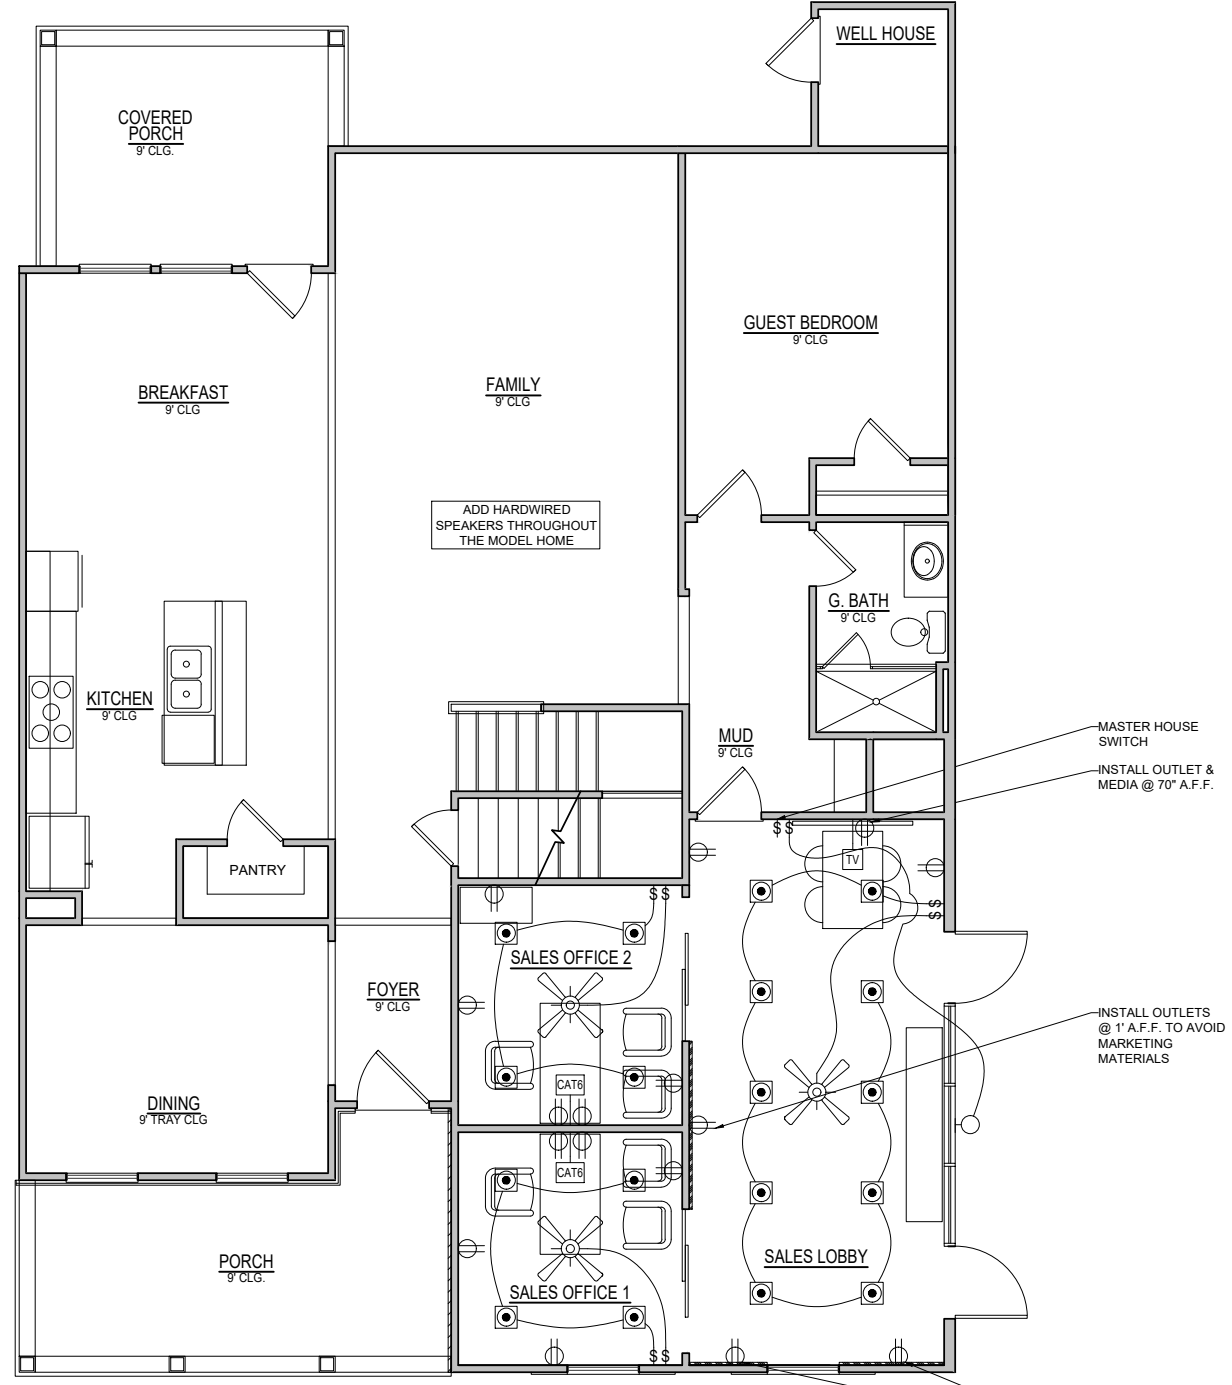 WELL HOUSE
COVERED
PORCH
9' CLG.
GUEST BEDROOM
9' CLG
BREAKFAST
9' CLG
FAMILY
9' CLG
ADD HARDWIRED
SPEAKERS THROUGHOUT
THE MODEL HOME
G. BATH
9' CLG
KITCHEN
9' CLG
MUD
9' CLG
MASTER HOUSE
SWITCH
INSTALL OUTLET &
MEDIA @ 70" A.F.F.
$ $
TV
PANTRY
$ $
$
$
SALES OFFICE 2
FOYER
9' CLG
INSTALL OUTLETS
@ 1' A.F.F. TO AVOID
MARKETING
MATERIALS
CAT6
DINING
9' TRAY CLG
CAT6
PORCH
9' CLG.
SALES LOBBY
SALES OFFICE 1
$ $